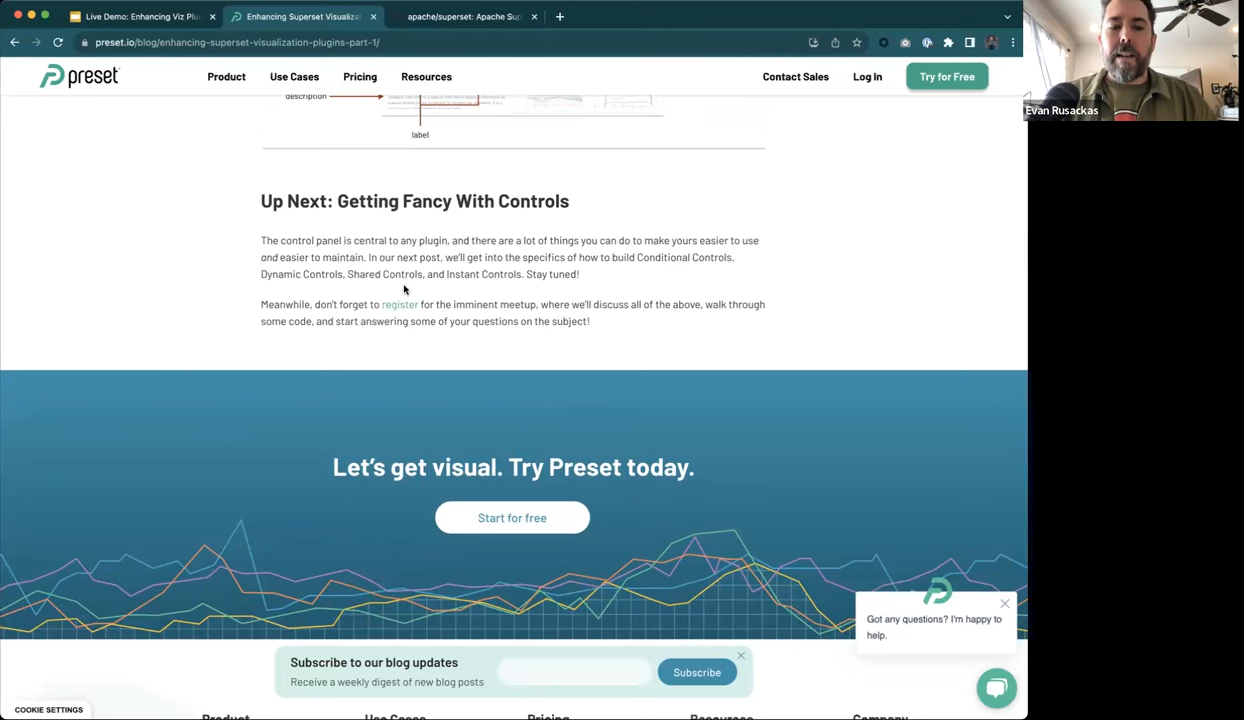 Live Demo: Enhancing Viz Plu
Enhancing Superset Visualiza
apache/superset: Apache Sup
preset.io/blog/enhancing-superset-visualization-plugins-part-1/
preset
Product
Use Cases
Pricing
Resources
Contact Sales
Log In
Try for Free
Evan Rusackas
description
label
Up Next: Getting Fancy With Controls
The control panel is central to any plugin, and there are a lot of things you can do to make yours easier to use
and easier to maintain. In our next post, we'll get into the specifics of how to build Conditional Controls,
Dynamic Controls, Shared Controls, and Instant Controls. Stay tuned!
Meanwhile, don't forget to register for the imminent meetup, where we'll discuss all of the above, walk through
some code, and start answering some of your questions on the subject!
Let's get visual. Try Preset today.
Start for free
Got any questions? I'm happy to
help.
Subscribe to our blog updates
Receive a weekly digest of new blog posts
Subscribe
COOKIE SETTINGS
Product
Use Cases
Pricing
Resources
Company